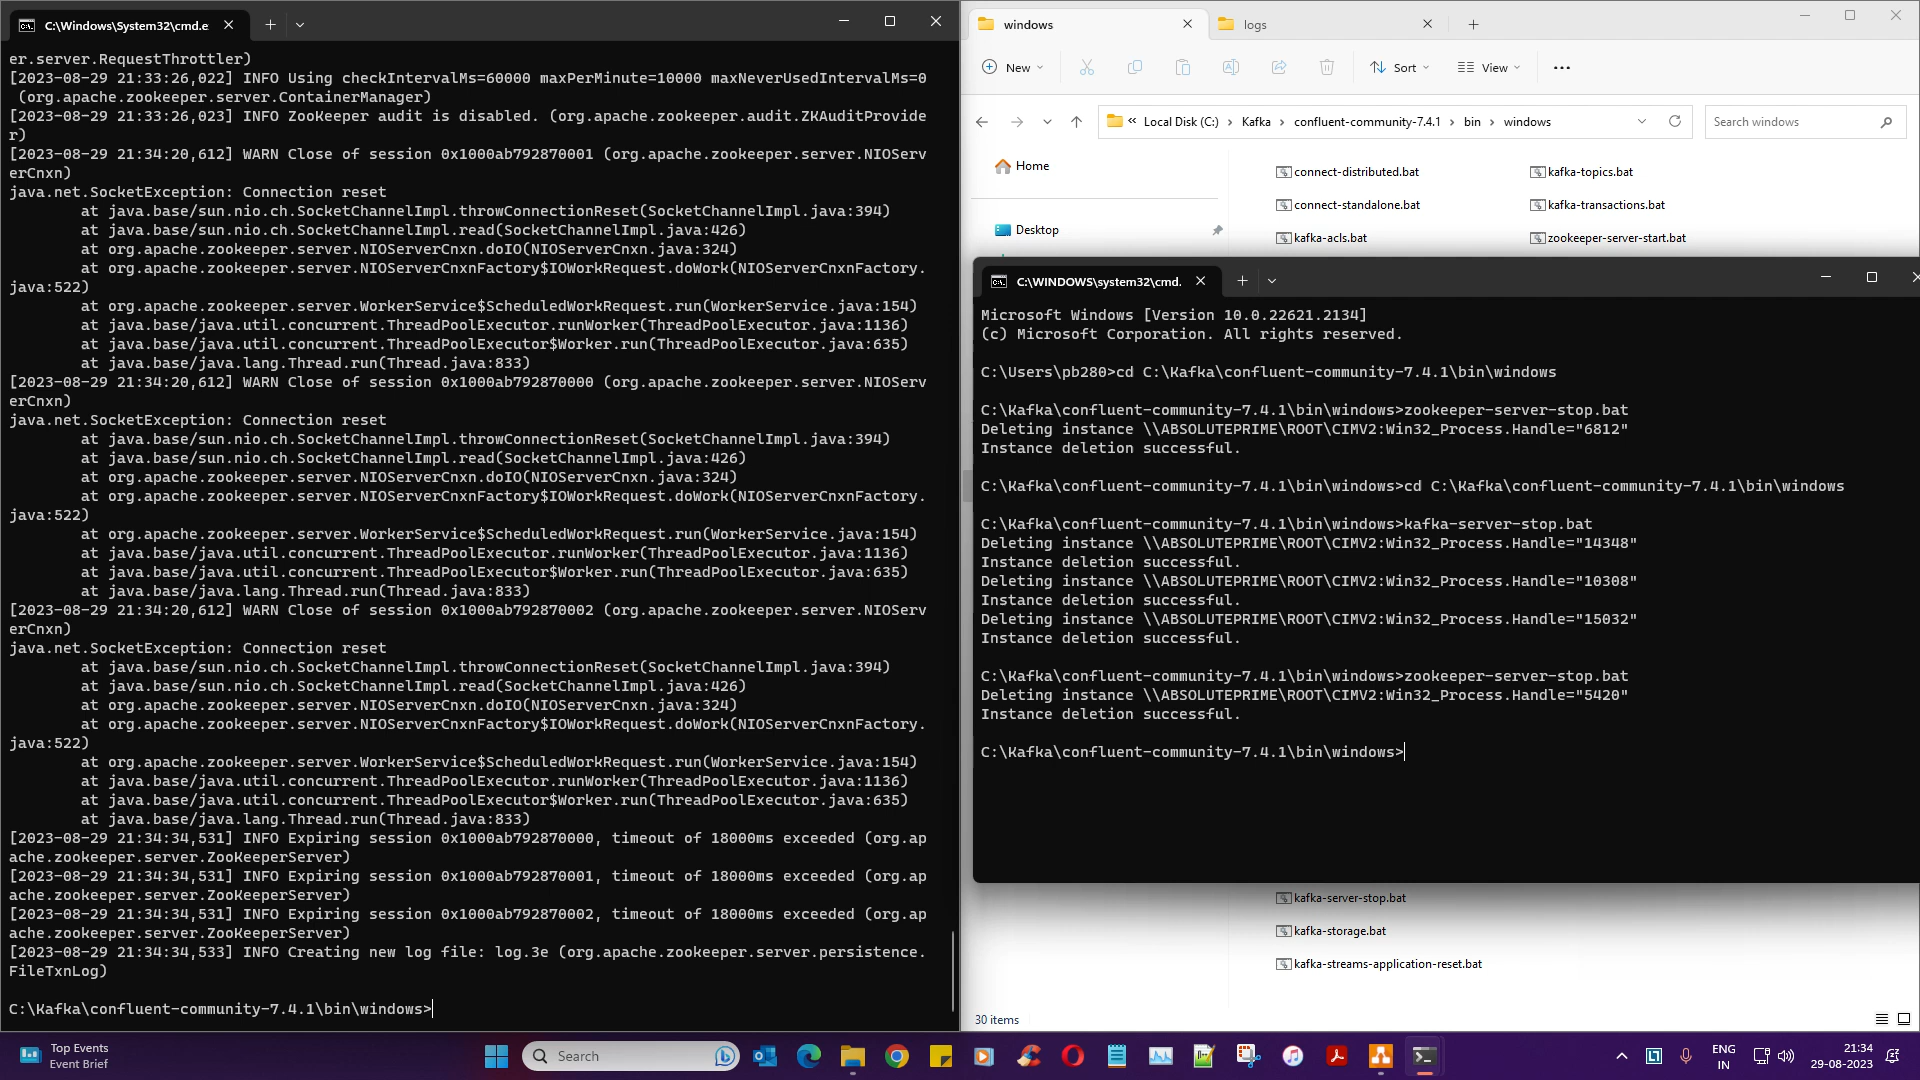 C:\Windows\System32\cmd.e
er.server.RequestThrottler)
[2023-08-29 21:33:26,022] INFO Using checkIntervalMs=60000 maxPerMinute=10000 maxNeverUsedIntervalMs=0
(org.apache.zookeeper.server.ContainerManager)
[2023-08-29 21:33:26,023] INFO ZooKeeper audit is disabled. (org.apache.zookeeper.audit.ZKAuditProvide
r)
[2023-08-29 21:34:20,612] WARN Close of session 0x1000ab792870001 (org.apache.zookeeper.server.NIOServ
erCnxn)
java.net.SocketException: Connection reset
at java.base/sun.nio.ch.SocketChannelImpl.throwConnectionReset(SocketChannelImpl.java:394)
at java.base/sun.nio.ch.SocketChannelImpl.read(SocketChannelImpl.java:426)
at org.apache.zookeeper.server.NIOServerCnxn.doIO(NIOServerCnxn.java:324)
at org.apache.zookeeper.server.NIOServerCnxnFactory$IOWorkRequest.doWork(NIOServerCnxnFactory.
java:522)
at org.apache.zookeeper.server.WorkerService$ScheduledWorkRequest.run(WorkerService.java:154)
at java.base/java.util.concurrent.ThreadPoolExecutor.runWorker(ThreadPoolExecutor.java:1136)
at java.base/java.util.concurrent.ThreadPoolExecutor$Worker.run(ThreadPoolExecutor.java:635)
at java.base/java.lang.Thread.run(Thread.java:833)
[2023-08-29 21:34:20,612] WARN Close of session 0x1000ab792870000 (org.apache.zookeeper.server.NIOServ
erCnxn)
java.net.SocketException: Connection reset
at java.base/sun.nio.ch.SocketChannelImpl.throwConnectionReset(SocketChannelImpl.java:394)
at java.base/sun.nio.ch.SocketChannelImpl.read(SocketChannelImpl.java:426)
at org.apache.zookeeper.server.NIOServerCnxn.doIO(NIOServerCnxn.java:324)
at org.apache.zookeeper.server.NIOServerCnxnFactory$IOWorkRequest.doWork(NIOServerCnxnFactory.
java:522)
at org.apache.zookeeper.server.WorkerService$ScheduledWorkRequest.run(WorkerService.java:154)
at java.base/java.util.concurrent.ThreadPoolExecutor.runWorker(ThreadPoolExecutor.java:1136)
at java.base/java.util.concurrent.ThreadPoolExecutor$Worker.run(ThreadPoolExecutor.java:635)
at java.base/java.lang.Thread.run(Thread.java:833)
[2023-08-29 21:34:20,612] WARN Close of session 0x1000ab792870002 (org.apache.zookeeper.server.NIOServ
erCnxn)
java.net.SocketException: Connection reset
at java.base/sun.nio.ch.SocketChannelImpl.throwConnectionReset(SocketChannelImpl.java:394)
at java.base/sun.nio.ch.SocketChannelImpl.read(SocketChannelImpl.java:426)
at org.apache.zookeeper.server.NIOServerCnxn.doIO(NIOServerCnxn.java:324)
at org.apache.zookeeper.server.NIOServerCnxnFactory$IOWorkRequest.doWork(NIOServerCnxnFactory.
java:522)
at org.apache.zookeeper.server.WorkerService$ScheduledWorkRequest.run(WorkerService.java:154)
at java.base/java.util.concurrent.ThreadPoolExecutor.runWorker(ThreadPoolExecutor.java:1136)
at java.base/java.util.concurrent.ThreadPoolExecutor$Worker.run(ThreadPoolExecutor.java:635)
at java.base/java.lang.Thread.run(Thread.java:833)
[2023-08-29 21:34:34,531] INFO Expiring session 0x1000ab792870000, timeout of 18000ms exceeded (org.ap
ache.zookeeper.server.ZooKeeperServer)
[2023-08-29 21:34:34,531] INFO Expiring session 0x1000ab792870001, timeout of 18000ms exceeded (org.ap
ache.zookeeper.server.ZooKeeperServer)
[2023-08-29 21:34:34,531] INFO Expiring session 0x1000ab792870002, timeout of 18000ms exceeded (org.ap
ache.zookeeper.server.ZooKeeperServer)
[2023-08-29 21:34:34,533] INFO Creating new log file: log.3e (org.apache.zookeeper.server.persistence.
FileTxnLog)
C:\Kafka\confluent-community-7.4.1\bin\windows>
windows
logs
New
Sort
View
« Local Disk (C:) > Kafka > confluent-community-7.4.1 > bin > windows
Search windows
Home
Desktop
connect-distributed.bat
kafka-topics.bat
connect-standalone.bat
kafka-transactions.bat
kafka-acls.bat
zookeeper-server-start.bat
C:\WINDOWS\system32\cmd.
Microsoft Windows [Version 10.0.22621.2134]
(c) Microsoft Corporation. All rights reserved.
C:\Users\pb280>cd C:\Kafka\confluent-community-7.4.1\bin\windows
C:\Kafka\confluent-community-7.4.1\bin\windows>zookeeper-server-stop.bat
Deleting instance \\ABSOLUTEPRIME\ROOT\CIMV2:Win32_Process.Handle="6812"
Instance deletion successful.
C:\Kafka\confluent-community-7.4.1\bin\windows>cd C:\Kafka\confluent-community-7.4.1\bin\windows
C:\Kafka\confluent-community-7.4.1\bin\windows>kafka-server-stop.bat
Deleting instance \\ABSOLUTEPRIME\ROOT\CIMV2:Win32_Process.Handle="14348"
Instance deletion successful.
Deleting instance \\ABSOLUTEPRIME\ROOT\CIMV2:Win32_Process.Handle="10308"
Instance deletion successful.
Deleting instance \\ABSOLUTEPRIME\ROOT\CIMV2:Win32_Process.Handle="15032"
Instance deletion successful.
C:\Kafka\confluent-community-7.4.1\bin\windows>zookeeper-server-stop.bat
Deleting instance \\ABSOLUTEPRIME\ROOT\CIMV2:Win32_Process.Handle="5420"
Instance deletion successful.
C:\Kafka\confluent-community-7.4.1\bin\windows>
kafka-server-stop.bat
kafka-storage.bat
kafka-streams-application-reset.bat
30 items
Top Events
Event Brief
Search
ENG
IN
21:34
29-08-2023